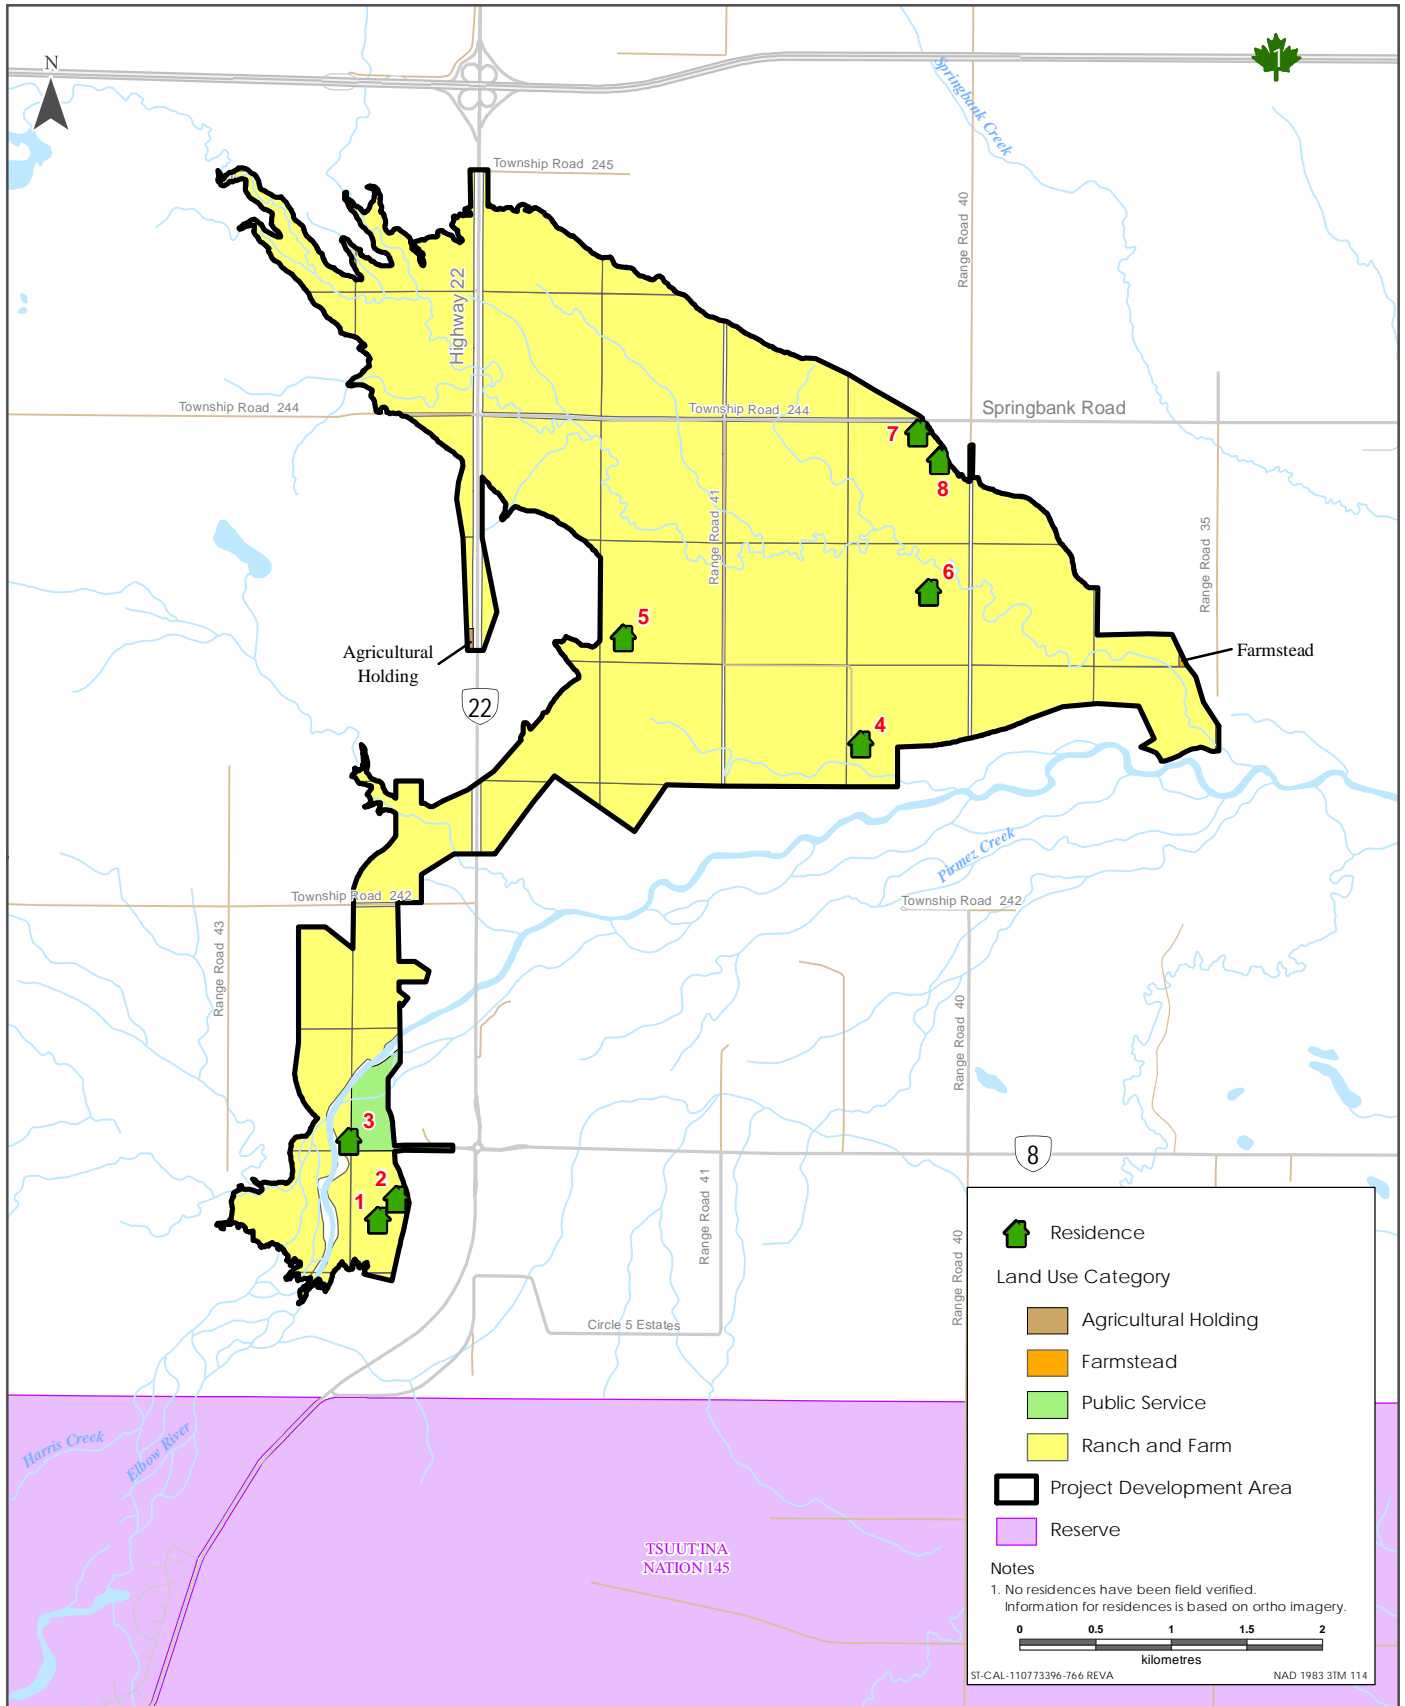 1
N
Springbank Creek
Township Road 245
Range Road 40
Highway 22
Township Road 244
Township Road 244
Springbank Road
7
8
Range Road 41
Range Road 35
6
5
Agricultural
Holding
Farmstead
22
4
Pirmez Creek
Township Road 242
Township Road 242
Range Road 43
Range Road 40
3
8
2
1
Range Road 41
Range Road 40
Circle 5 Estates
Harris Creek
Elbow River
TSUUT'INA
NATION 145
Residence
Land Use Category
Agricultural Holding
Farmstead
Public Service
Ranch and Farm
Project Development Area
Reserve
Notes
1. No residences have been field verified.
Information for residences is based on ortho imagery.
0 0.5 1 1.5 2
kilometres
ST-CAL-110773396-766 REVA NAD 1983 3TM 114